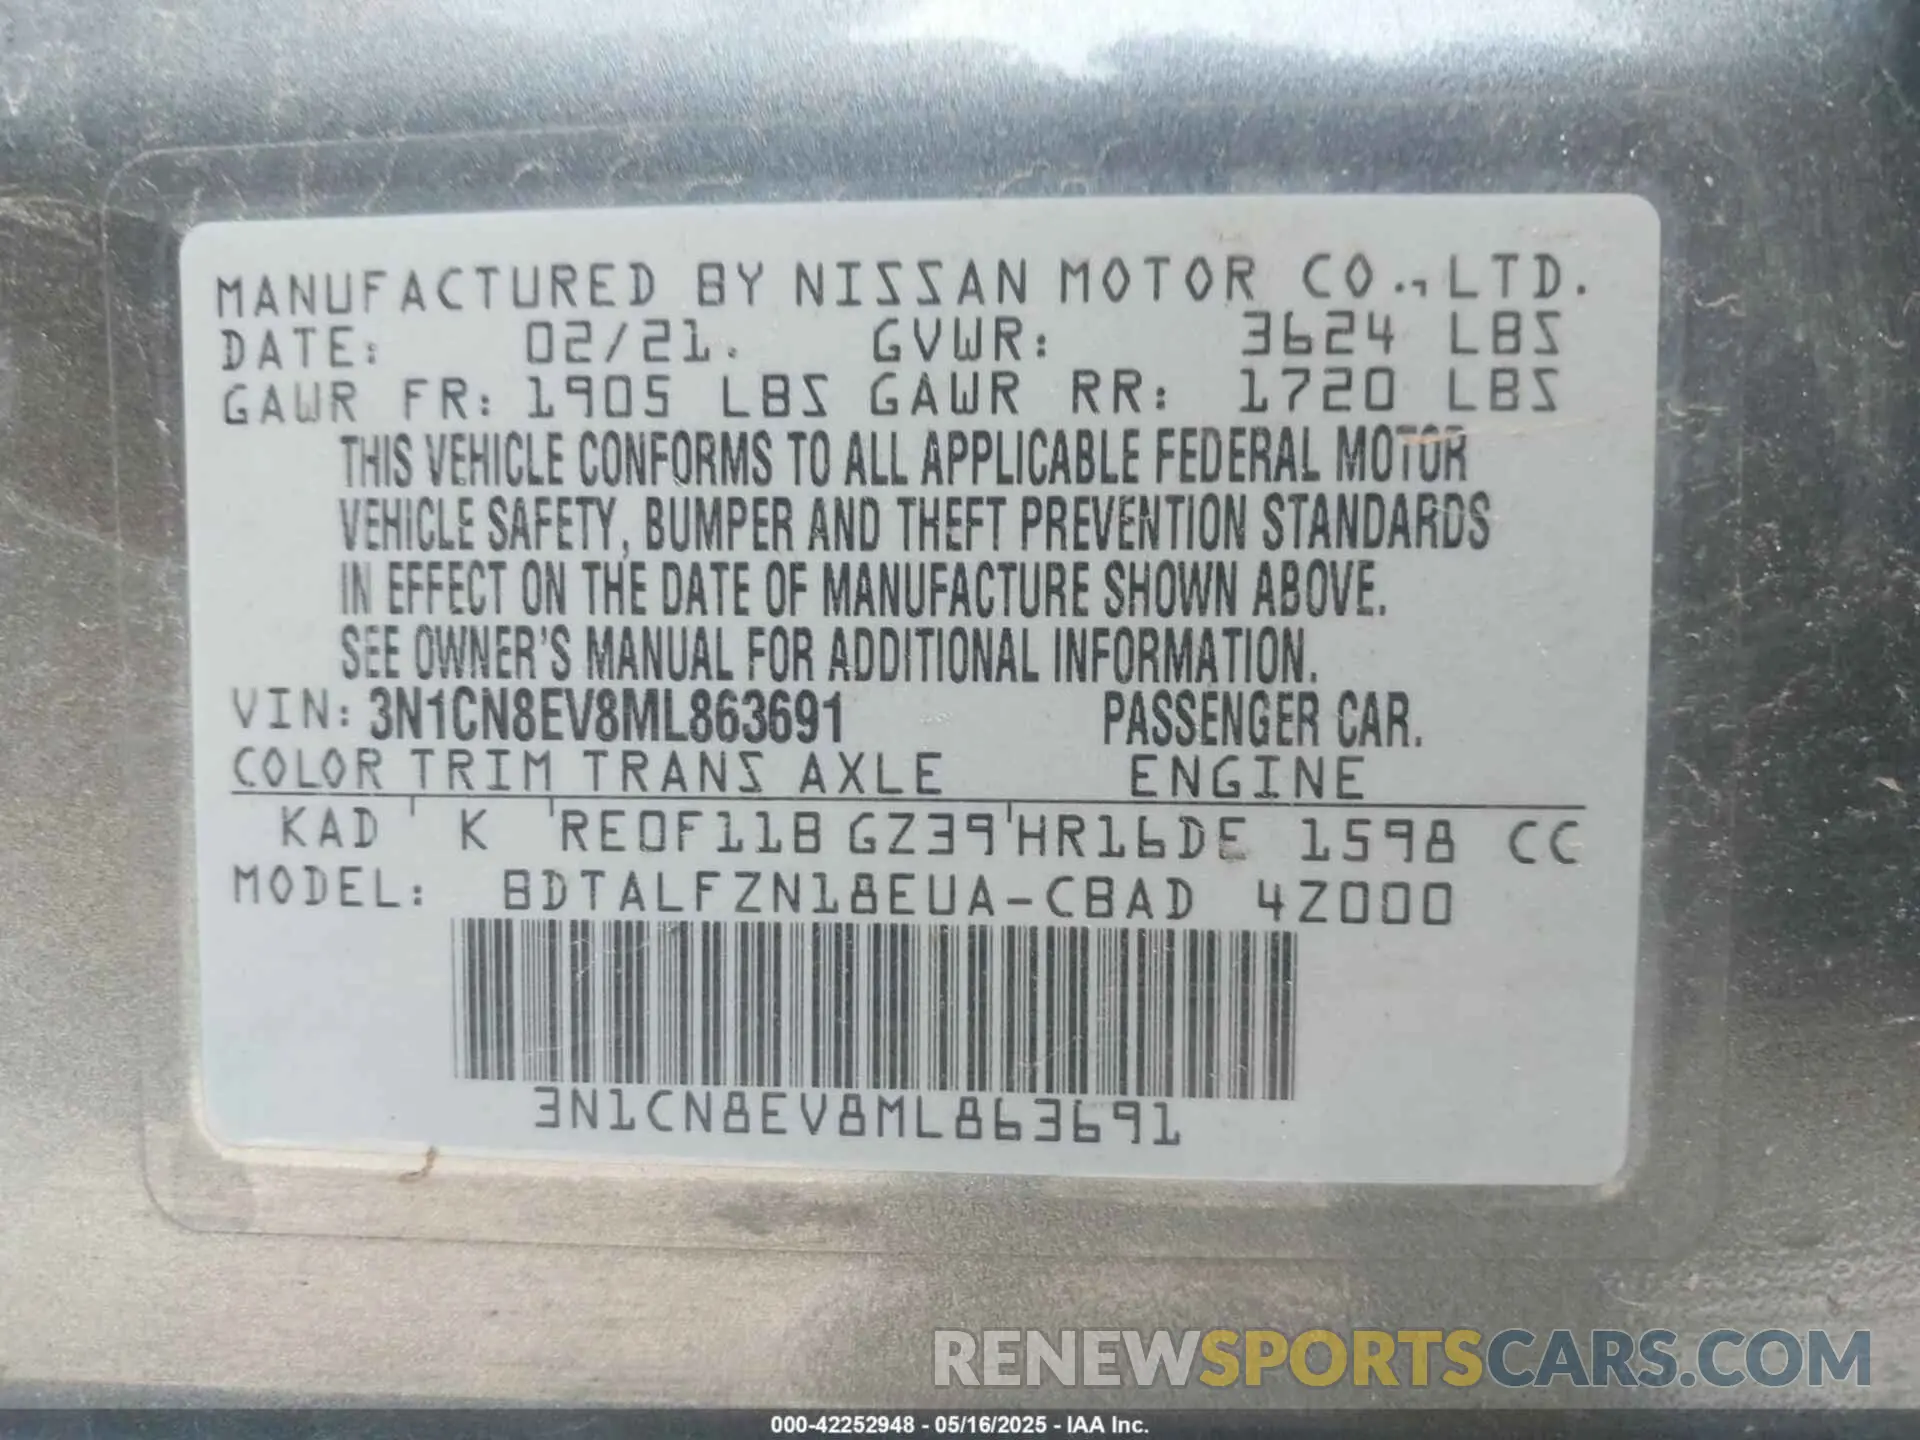 MANUFACTURED BY NISSAN MOTOR CO., LTD.
DATE: 02/21. GVWR: 3624 LBS
GAWR FR: 1905 LBS GAWR RR: 1720 LBS
THIS VEHICLE CONFORMS TO ALL APPLICABLE FEDERAL MOTOR
VEHICLE SAFETY, BUMPER AND THEFT PREVENTION STANDARDS
IN EFFECT ON THE DATE OF MANUFACTURE SHOWN ABOVE.
SEE OWNER'S MANUAL FOR ADDITIONAL INFORMATION.
VIN: 3N1CN8EV8ML863691 PASSENGER CAR.
COLOR TRIM TRANS AXLE ENGINE
KAD K RE0F11B GZ39 HR16DE 1598 CC
MODEL: BDTALFZN18EUA-CBAD 4Z000
3N1CN8EV8ML863691
RENEWSPORTSCARS.COM
000-42252948 - 05/16/2025 - IAA Inc.